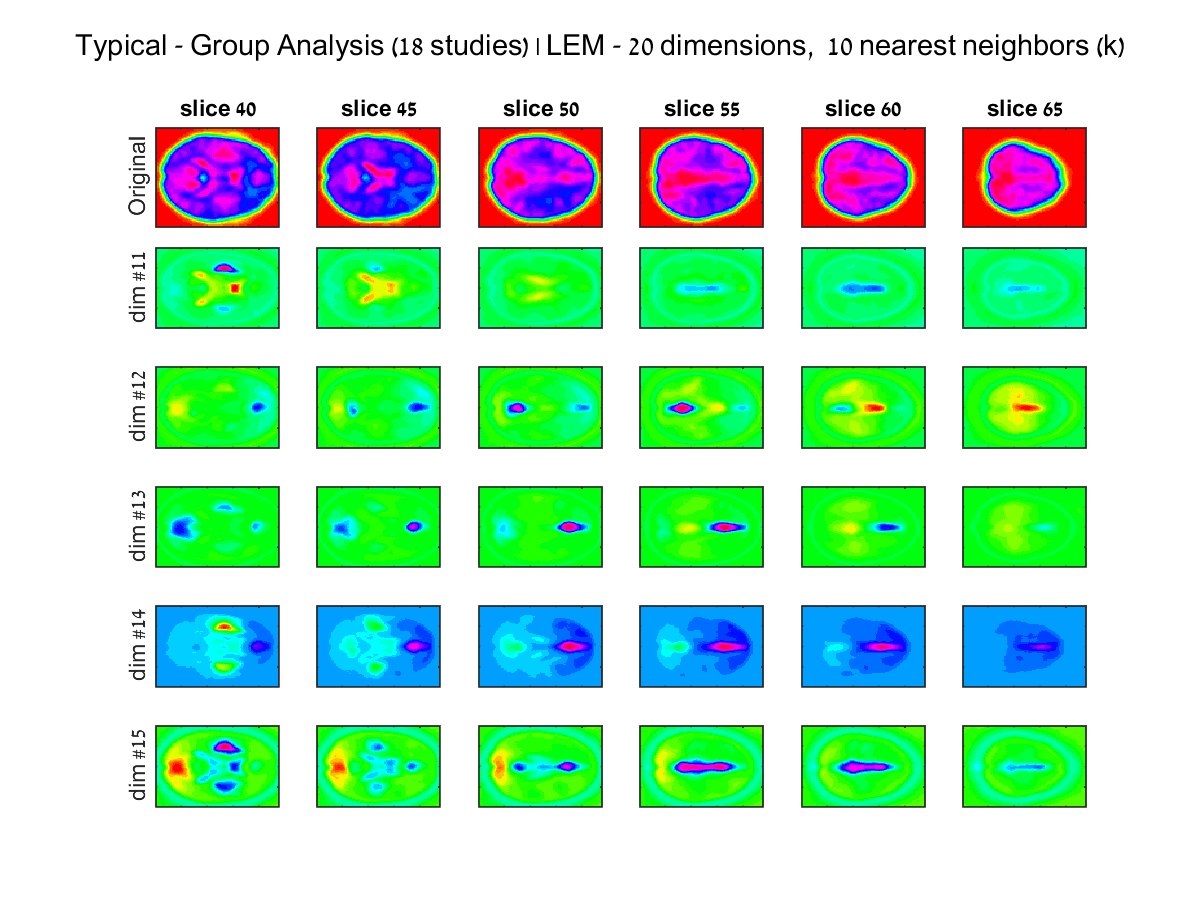 Typical - Group Analysis (18 studies) | LEM - 20 dimensions, 10 nearest neighbors (k)
slice 40 slice 45 slice 50 slice 55 slice 60 slice 65
Original
dim #11
dim #12
dim #13
dim #14
dim #15